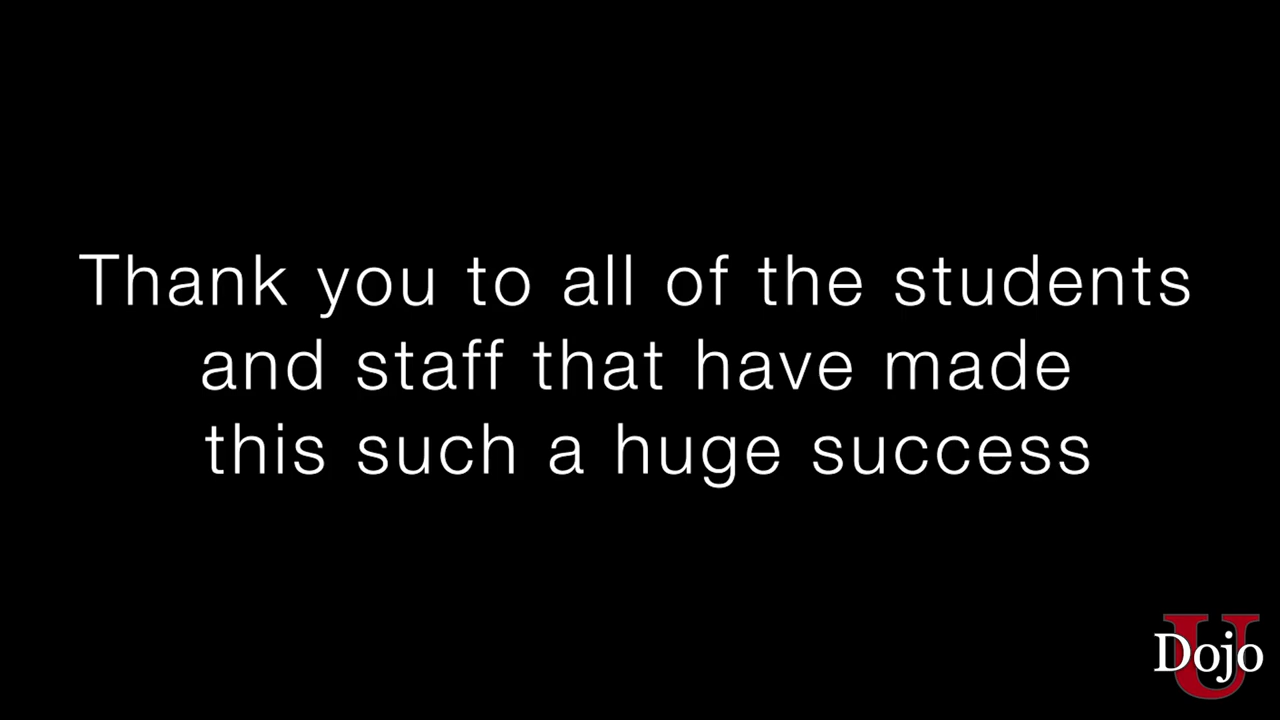 Thank you to all of the students
and staff that have made
this such a huge success
U
Dojo